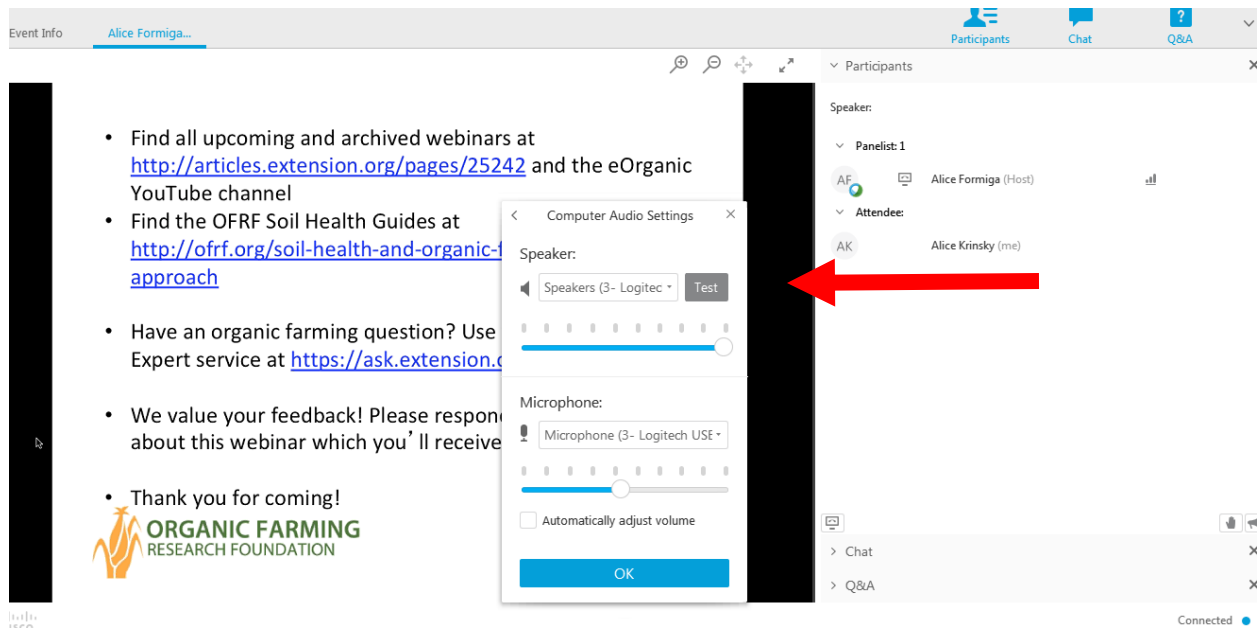 Event Info
Alice Formiga...
Participants
Chat
?
Q&A
• Find all upcoming and archived webinars at
http://articles.extension.org/pages/25242 and the eOrganic
YouTube channel
• Find the OFRF Soil Health Guides at
http://ofrf.org/soil-health-and-organic-f
approach
• Have an organic farming question? Use
Expert service at https://ask.extension.o
• We value your feedback! Please respon
about this webinar which you'll receive
• Thank you for coming!
ORGANIC FARMING
RESEARCH FOUNDATION
Computer Audio Settings
Speaker:
Speakers (3- Logitec
Test
Microphone:
Microphone (3- Logitech USE
Automatically adjust volume
OK
Participants
Speaker:
Panelist: 1
AF
Alice Formiga (Host)
Attendee:
AK
Alice Krinsky (me)
Chat
Q&A
Connected